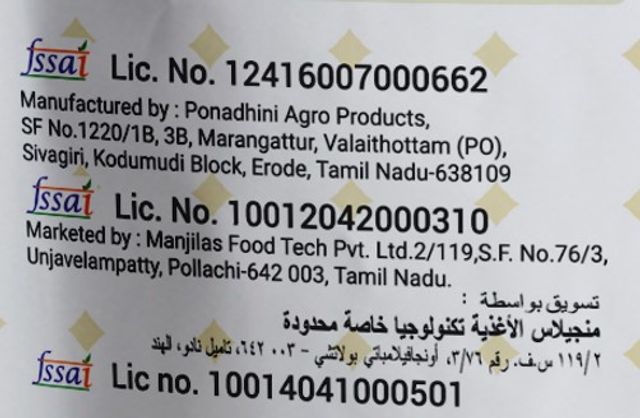 fssai Lic. No. 12416007000662
Manufactured by : Ponadhini Agro Products,
SF No.1220/1B, 3B, Marangattur, Valaithottam (PO),
Sivagiri, Kodumudi Block, Erode, Tamil Nadu-638109
fssai Lic. No. 10012042000310
Marketed by : Manjilas Food Tech Pvt. Ltd.2/119,S.F. No.76/3,
Unjavelampatty, Pollachi-642 003, Tamil Nadu.
تسويق بواسطة :
منجيلاس الأغذية تكنولوجيا خاصة محدودة
١١٩/٢ س.ف. رقم ٣/٧٦, أونجافيلامباتي بولاتشي - ٠٠٣ ٦٤٢, تاميل نادو, الهند
fssai Lic no. 10014041000501